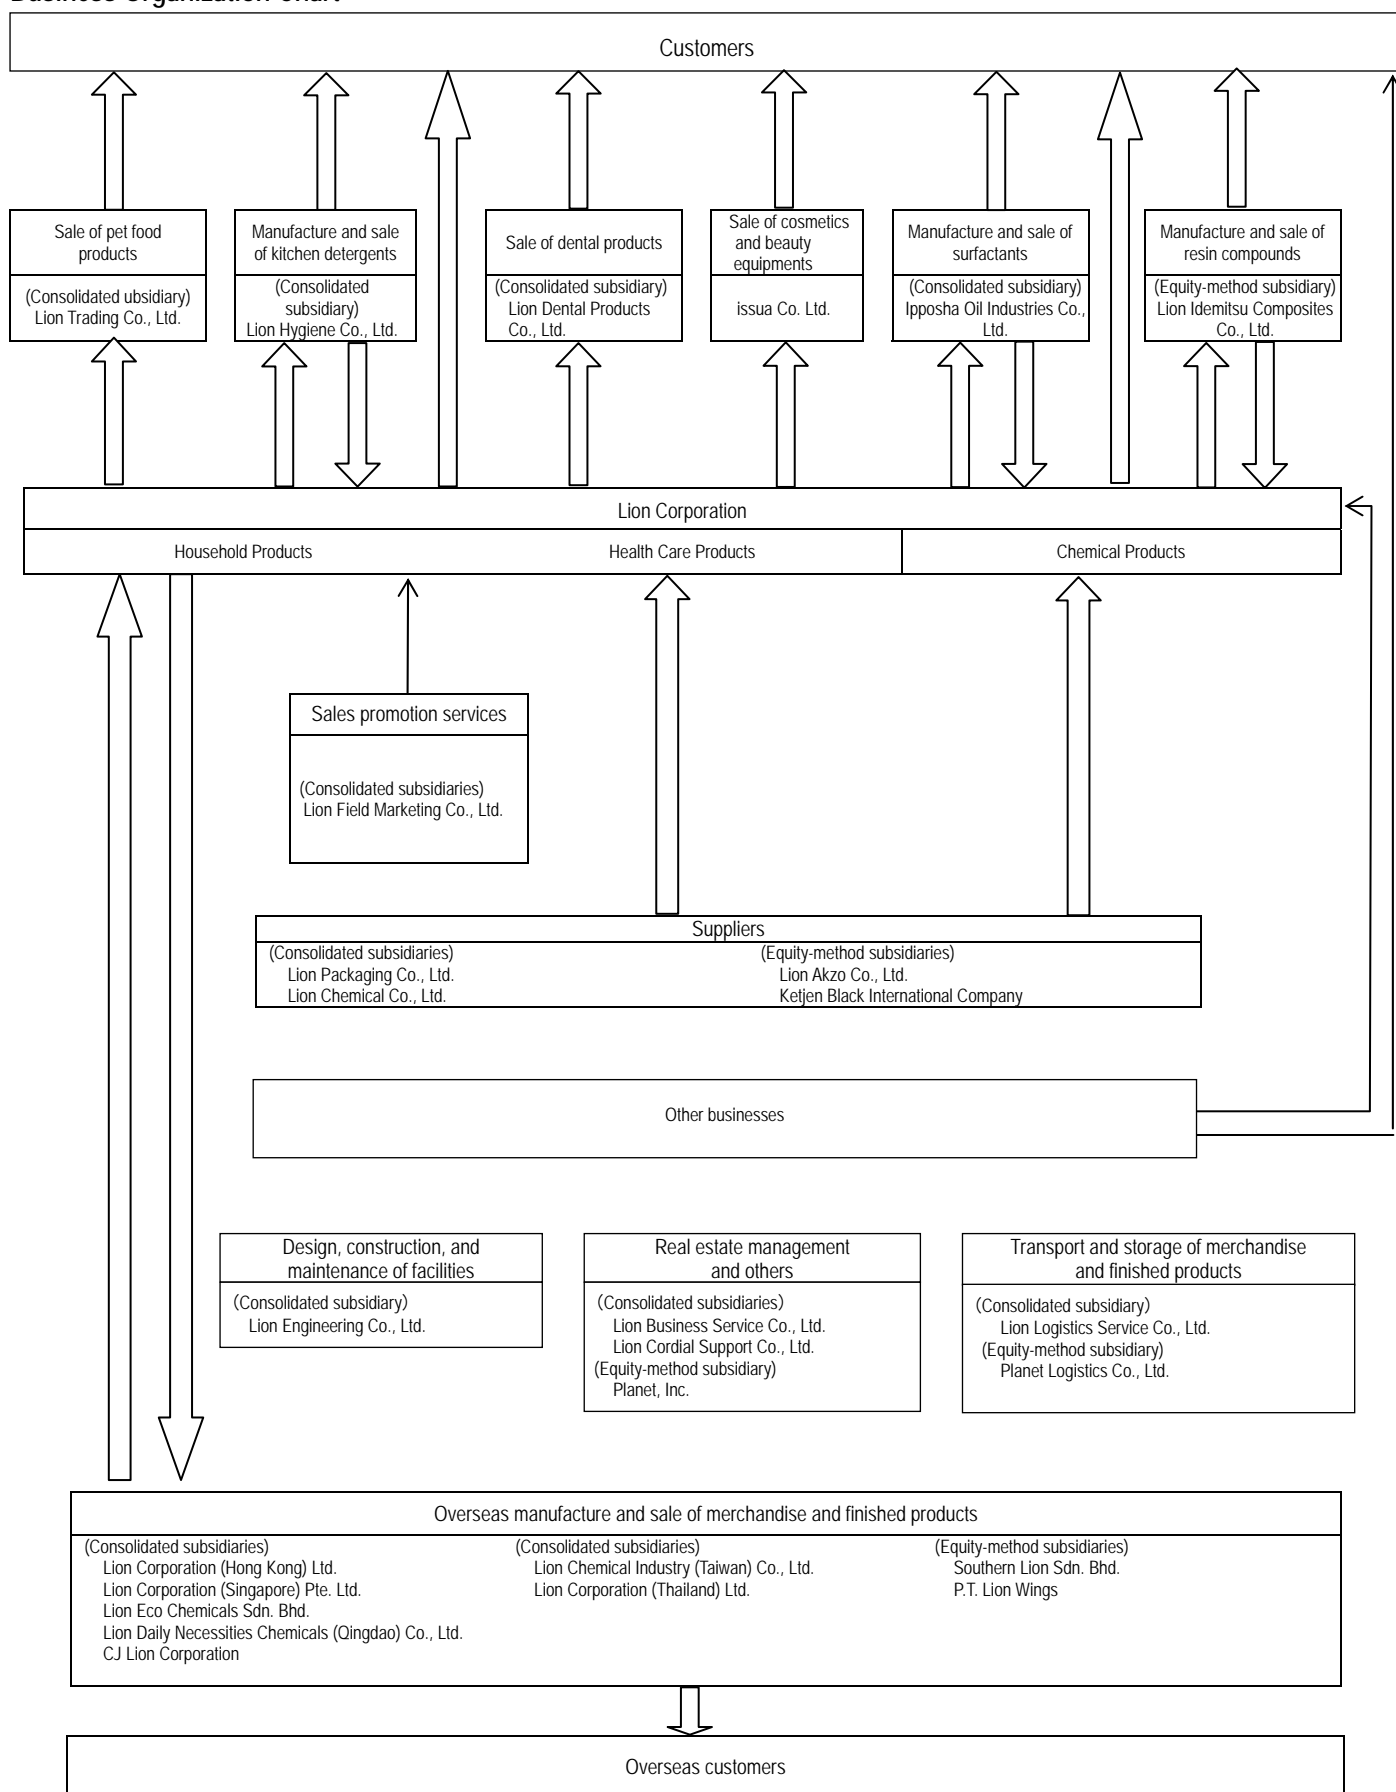 Business Organization Chart
Customers
Sale of pet food
products
(Consolidated ubsidiary)
Lion Trading Co., Ltd.
Manufacture and sale
of kitchen detergents
(Consolidated
subsidiary)
Lion Hygiene Co., Ltd.
Sale of dental products
(Consolidated subsidiary)
Lion Dental Products
Co., Ltd.
Sale of cosmetics
and beauty
equipments
issua Co. Ltd.
Manufacture and sale of
surfactants
(Consolidated subsidiary)
Ipposha Oil Industries Co.,
Ltd.
Manufacture and sale of
resin compounds
(Equity-method subsidiary)
Lion Idemitsu Composites
Co., Ltd.
Lion Corporation
Household Products
Health Care Products
Chemical Products
Sales promotion services
(Consolidated subsidiaries)
Lion Field Marketing Co., Ltd.
Suppliers
(Consolidated subsidiaries)
Lion Packaging Co., Ltd.
Lion Chemical Co., Ltd.
(Equity-method subsidiaries)
Lion Akzo Co., Ltd.
Ketjen Black International Company
Other businesses
Design, construction, and
maintenance of facilities
(Consolidated subsidiary)
Lion Engineering Co., Ltd.
Real estate management
and others
(Consolidated subsidiaries)
Lion Business Service Co., Ltd.
Lion Cordial Support Co., Ltd.
(Equity-method subsidiary)
Planet, Inc.
Transport and storage of merchandise
and finished products
(Consolidated subsidiary)
Lion Logistics Service Co., Ltd.
(Equity-method subsidiary)
Planet Logistics Co., Ltd.
Overseas manufacture and sale of merchandise and finished products
(Consolidated subsidiaries)
Lion Corporation (Hong Kong) Ltd.
Lion Corporation (Singapore) Pte. Ltd.
Lion Eco Chemicals Sdn. Bhd.
Lion Daily Necessities Chemicals (Qingdao) Co., Ltd.
CJ Lion Corporation
(Consolidated subsidiaries)
Lion Chemical Industry (Taiwan) Co., Ltd.
Lion Corporation (Thailand) Ltd.
(Equity-method subsidiaries)
Southern Lion Sdn. Bhd.
P.T. Lion Wings
Overseas customers